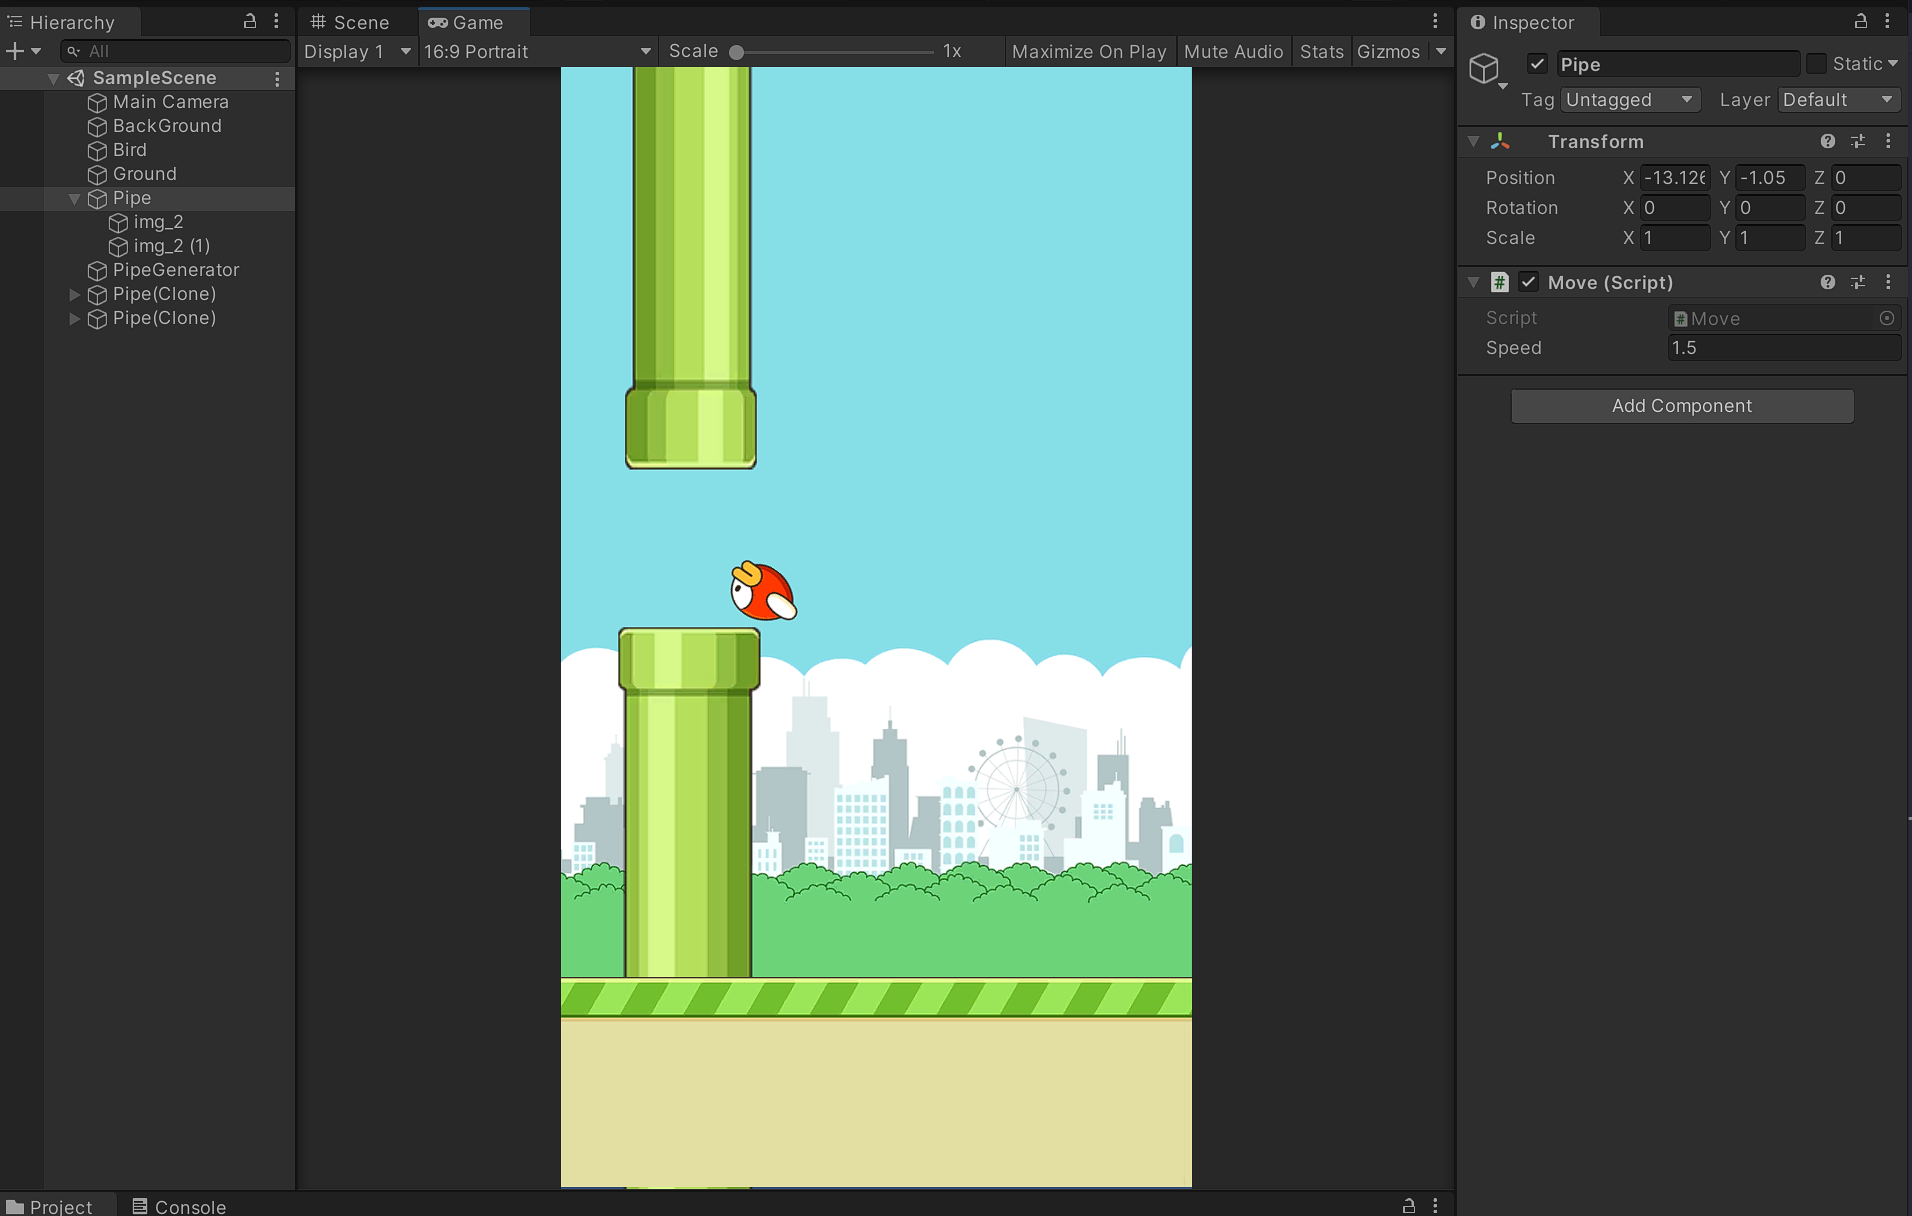 Hierarchy
All
SampleScene
Main Camera
BackGround
Bird
Ground
Pipe
img_2
img_2 (1)
PipeGenerator
Pipe(Clone)
Pipe(Clone)
Scene Game
Display 1 16:9 Portrait Scale 1x Maximize On Play Mute Audio Stats Gizmos
Inspector
Pipe Static
Tag Untagged Layer Default
Transform
Position X -13.126 Y -1.05 Z 0
Rotation X 0 Y 0 Z 0
Scale X 1 Y 1 Z 1
# Move (Script)
Script # Move
Speed 1.5
Add Component
Project Console